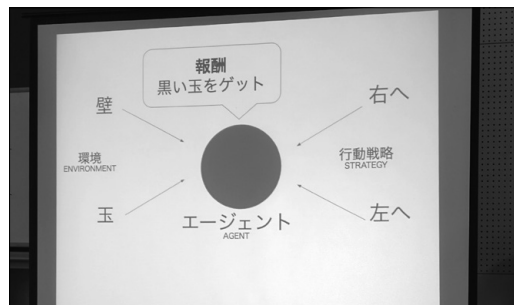 報酬
黒い玉をゲット
壁
右へ
環境
ENVIRONMENT
行動戦略
STRATEGY
玉
エージェント
AGENT
左へ